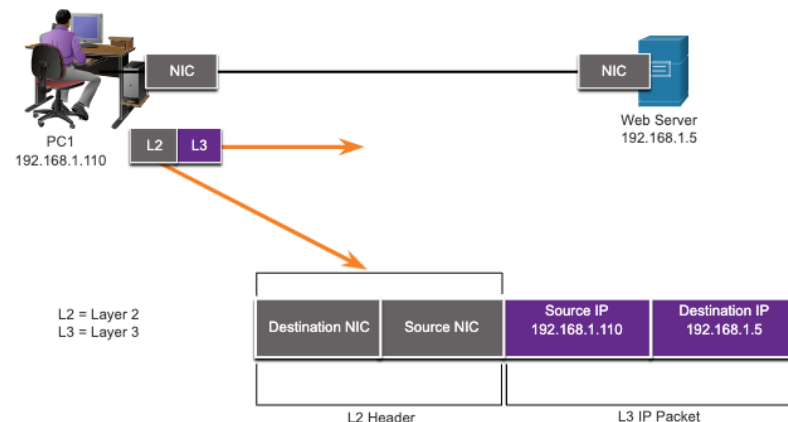 NIC
NIC
PC1
192.168.1.110
L2 L3
Web Server
192.168.1.5
L2 = Layer 2
L3 = Layer 3
Destination NIC
Source NIC
Source IP
192.168.1.110
Destination IP
192.168.1.5
L2 Header
L3 IP Packet